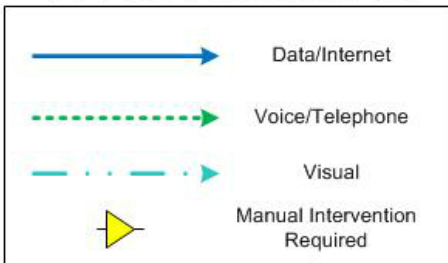 Data/Internet
Voice/Telephone
Visual
Manual Intervention
Required